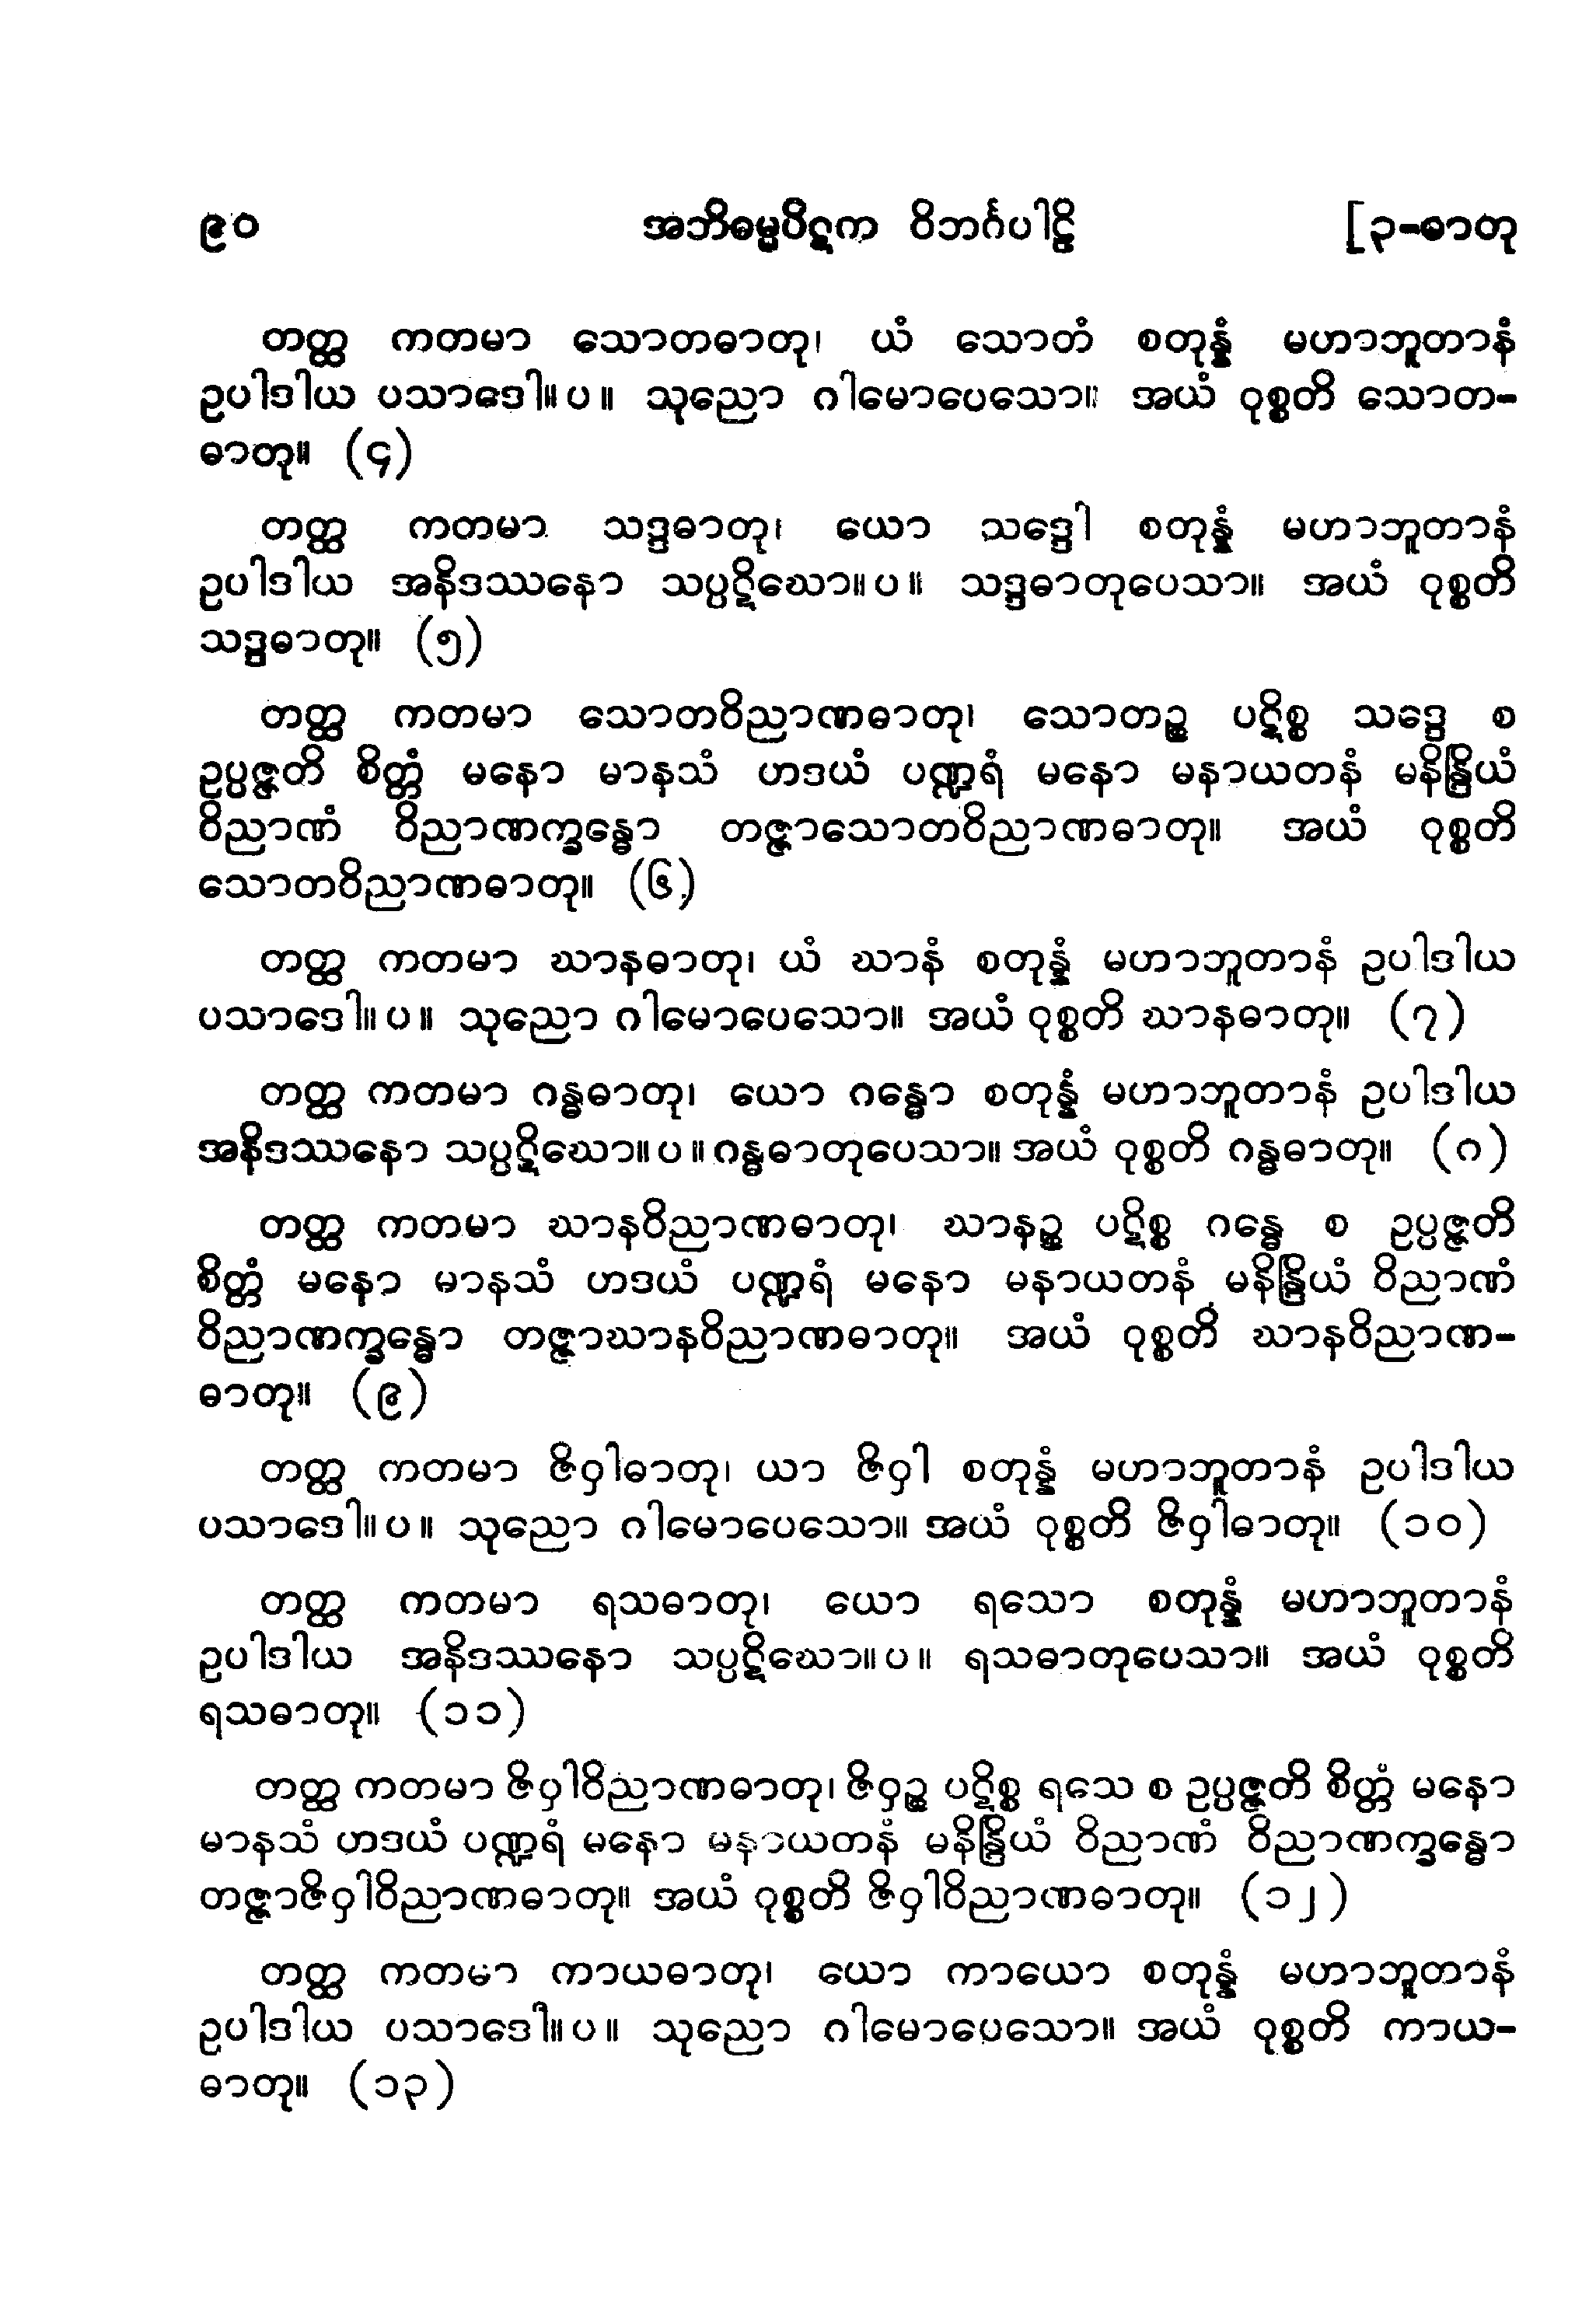 ၉၀ အဘိဓမ္မပိဋက ဝိဘင်္ဂပါဠိ [၃-ဓာတု
တတ္ထ ကတမာ သောတဓာတု၊ ယံ သောတံ စတုန္နံ မဟာဘူတာနံ
ဥပါဒါယ ပသာဒေါ။ပ။ သုညော ဂါမောပေသော။ အယံ ဝုစ္စတိ သောတ-
ဓာတု။ (၄)
တတ္ထ ကတမာ သဒ္ဒဓာတု၊ ယော သဒ္ဒေါ စတုန္နံ မဟာဘူတာနံ
ဥပါဒါယ အနိဒဿနော သပ္ပဋိဃော။ပ။ သဒ္ဒဓာတုပေသာ။ အယံ ဝုစ္စတိ
သဒ္ဒဓာတု။ (၅)
တတ္ထ ကတမာ သောတဝိညာဏဓာတု၊ သောတဉ္စ ပဋိစ္စ သဒ္ဒေ စ
ဥပ္ပဇ္ဇတိ စိတ္တံ မနော မာနသံ ဟဒယံ ပဏ္ဍရံ မနော မနာယတနံ မနိန္ဒြိယံ
ဝိညာဏံ ဝိညာဏက္ခန္ဓော တဇ္ဇာသောတဝိညာဏဓာတု။ အယံ ဝုစ္စတိ
သောတဝိညာဏဓာတု။ (၆)
တတ္ထ ကတမာ ဃာနဓာတု၊ ယံ ဃာနံ စတုန္နံ မဟာဘူတာနံ ဥပါဒါယ
ပသာဒေါ။ပ။ သုညော ဂါမောပေသော။ အယံ ဝုစ္စတိ ဃာနဓာတု။ (၇)
တတ္ထ ကတမာ ဂန္ဓဓာတု၊ ယော ဂန္ဓော စတုန္နံ မဟာဘူတာနံ ဥပါဒါယ
အနိဒဿနော သပ္ပဋိဃော။ပ။ဂန္ဓဓာတုပေသာ။ အယံ ဝုစ္စတိ ဂန္ဓဓာတု။ (၈)
တတ္ထ ကတမာ ဃာနဝိညာဏဓာတု၊ ဃာနဉ္စ ပဋိစ္စ ဂန္ဓေ စ ဥပ္ပဇ္ဇတိ
စိတ္တံ မနော မာနသံ ဟဒယံ ပဏ္ဍရံ မနော မနာယတနံ မနိန္ဒြိယံ ဝိညာဏံ
ဝိညာဏက္ခန္ဓော တဇ္ဇာဃာနဝိညာဏဓာတု။ အယံ ဝုစ္စတိ ဃာနဝိညာဏ-
ဓာတု။ (၉)
တတ္ထ ကတမာ ဇိဝှါဓာတု၊ ယာ ဇိဝှါ စတုန္နံ မဟာဘူတာနံ ဥပါဒါယ
ပသာဒေါ။ပ။ သုညော ဂါမောပေသော။ အယံ ဝုစ္စတိ ဇိဝှါဓာတု။ (၁၀)
တတ္ထ ကတမာ ရသဓာတု၊ ယော ရသော စတုန္နံ မဟာဘူတာနံ
ဥပါဒါယ အနိဒဿနော သပ္ပဋိဃော။ပ။ ရသဓာတုပေသာ။ အယံ ဝုစ္စတိ
ရသဓာတု။ (၁၁)
တတ္ထ ကတမာ ဇိဝှါဝိညာဏဓာတု၊ ဇိဝှဉ္စ ပဋိစ္စ ရသေ စ ဥပ္ပဇ္ဇတိ စိတ္တံ မနော
မာနသံ ဟဒယံ ပဏ္ဍရံ မနော မနာယတနံ မနိန္ဒြိယံ ဝိညာဏံ ဝိညာဏက္ခန္ဓော
တဇ္ဇာဇိဝှါဝိညာဏဓာတု။ အယံ ဝုစ္စတိ ဇိဝှါဝိညာဏဓာတု။ (၁၂)
တတ္ထ ကတမာ ကာယဓာတု၊ ယော ကာယော စတုန္နံ မဟာဘူတာနံ
ဥပါဒါယ ပသာဒေါ။ပ။ သုညော ဂါမောပေသော။ အယံ ဝုစ္စတိ ကာယ-
ဓာတု။ (၁၃)